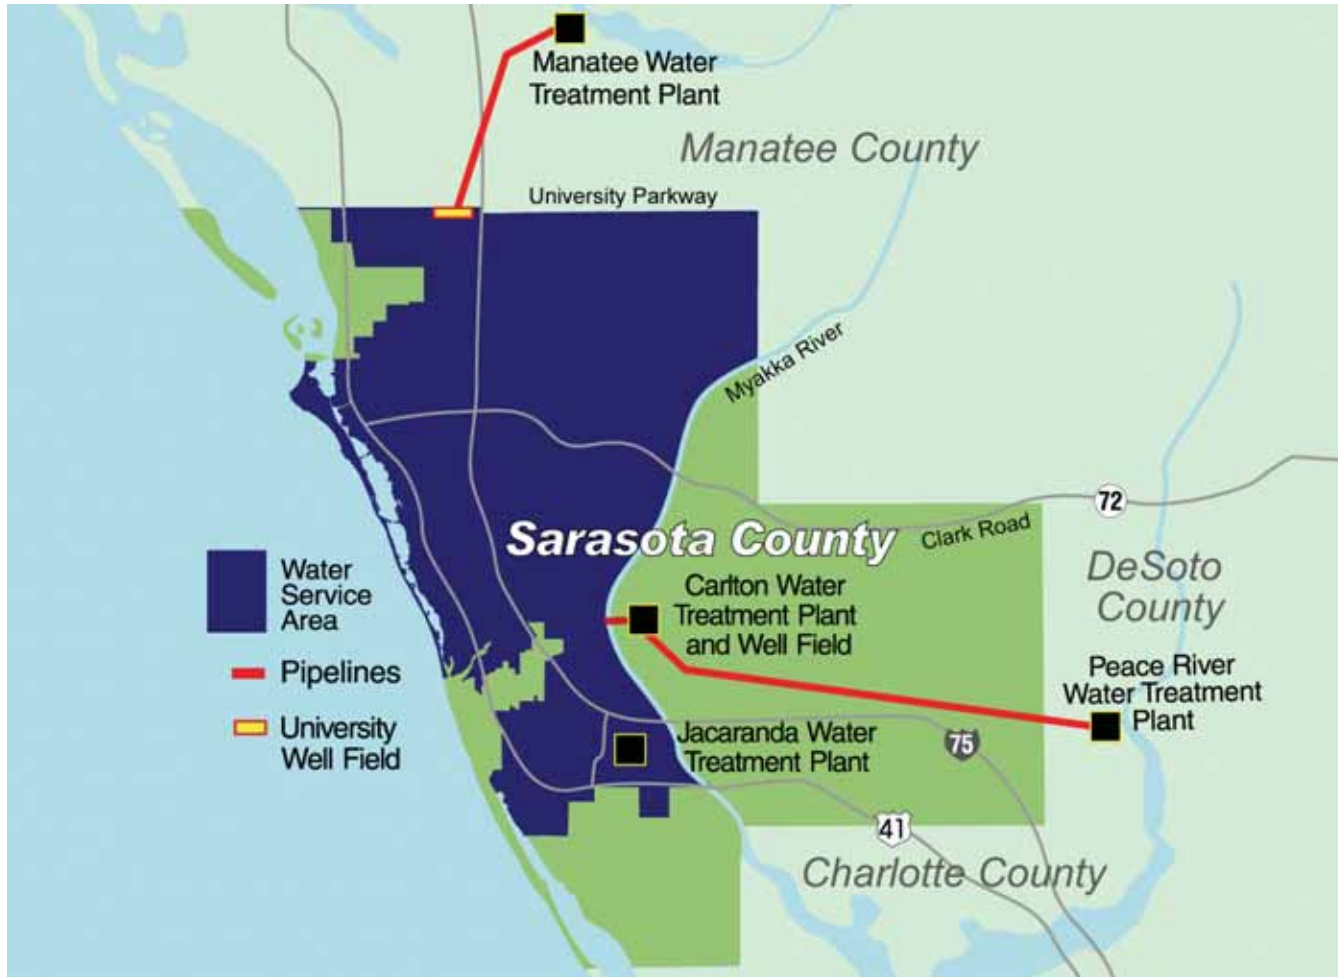 Manatee Water
Treatment Plant
Manatee County
University Parkway
Myakka River
Sarasota County
Clark Road
72
DeSoto
County
Carlton Water
Treatment Plant
and Well Field
Peace River
Water Treatment
Plant
Jacaranda Water
Treatment Plant
75
41
Charlotte County
Water
Service
Area
Pipelines
University
Well Field